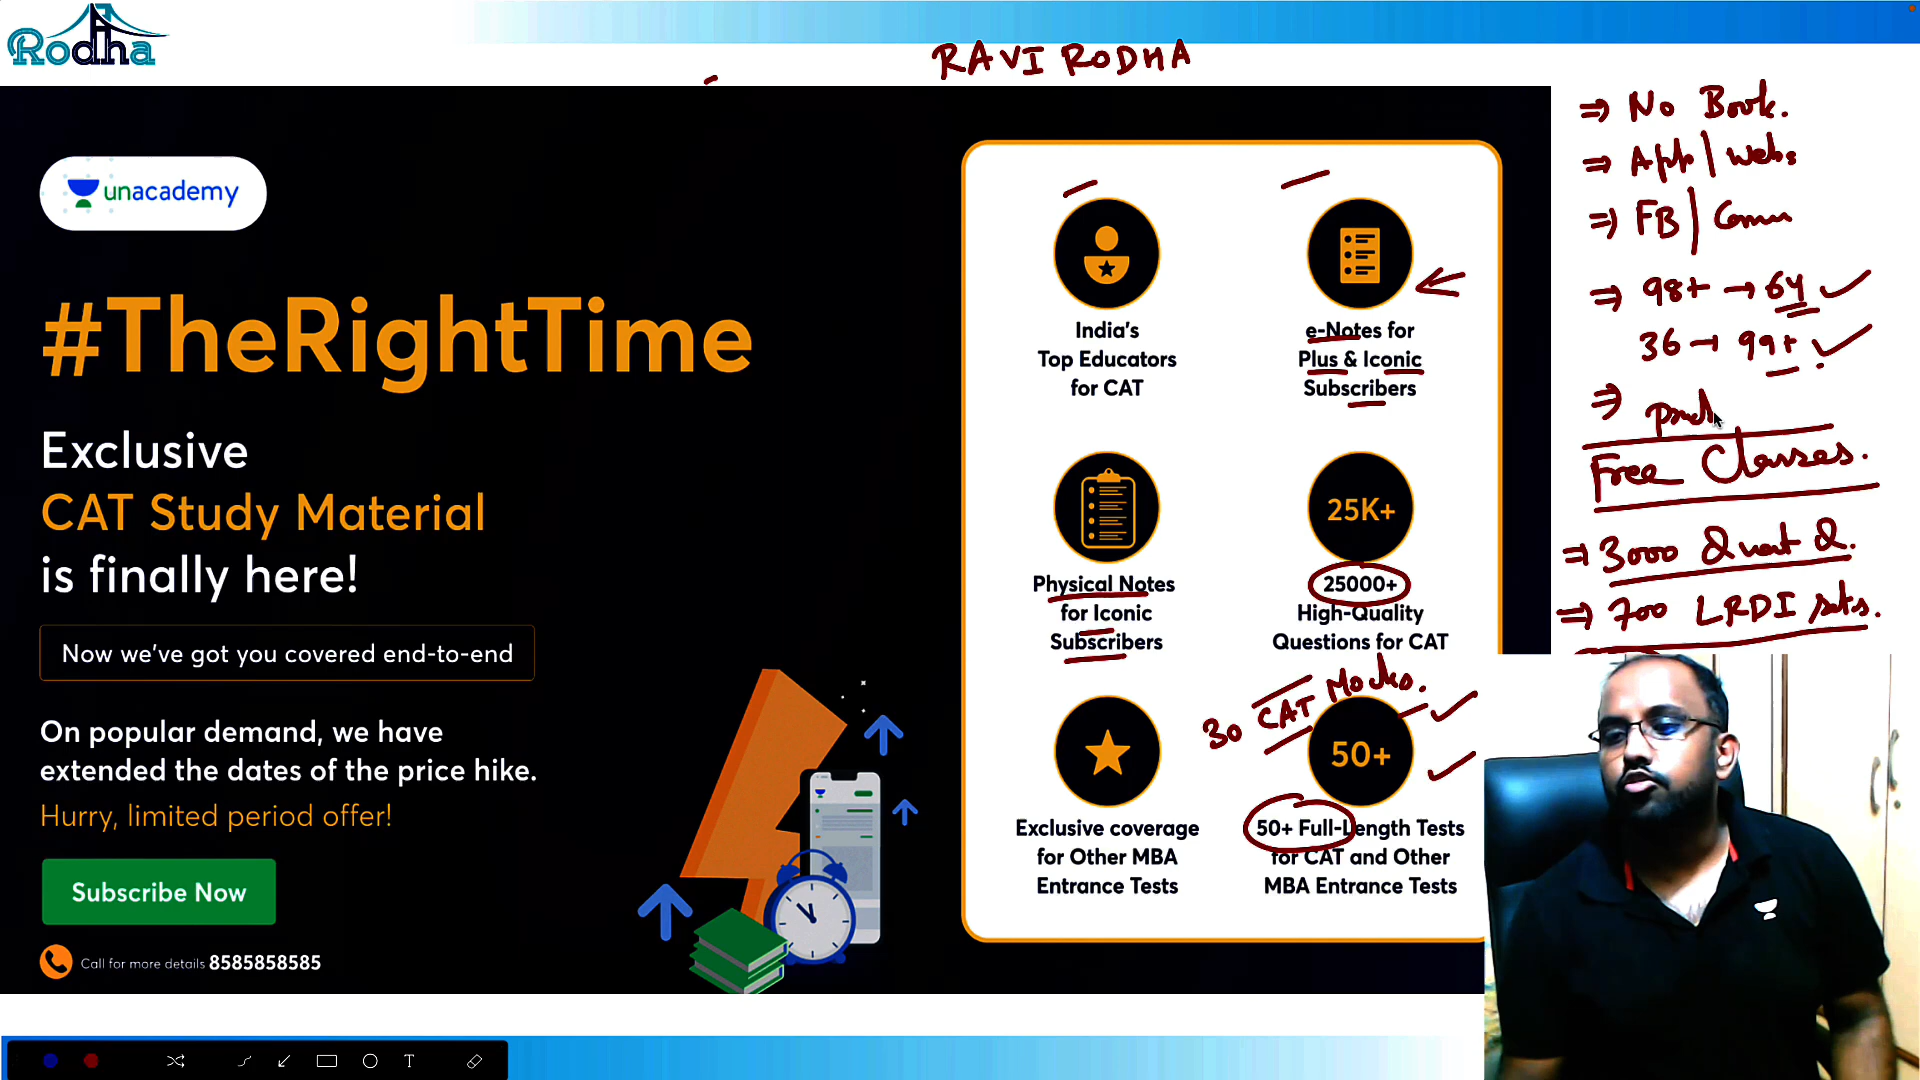 Rodha
RAVI RODHA
unacademy
#TheRightTime
Exclusive
CAT Study Material
is finally here!
Now we've got you covered end-to-end
On popular demand, we have
extended the dates of the price hike.
Hurry, limited period offer!
Subscribe Now
Call for more details 8585858585
India's
Top Educators
for CAT
e-Notes for
Plus & Iconic
Subscribers
Physical Notes
for Iconic
Subscribers
25K+
25000+
High-Quality
Questions for CAT
30 CAT Mocks.
Exclusive coverage
for Other MBA
Entrance Tests
50+
50+ Full-Length Tests
for CAT and Other
MBA Entrance Tests
⇒ No Book.
⇒ App | Webs
⇒ FB | Comm
⇒ 98+ → 64 ✓
36 → 99+ ✓
⇒
Free Classes.
⇒ 3000 Quant Q.
⇒ 700 LRDI sets.
T